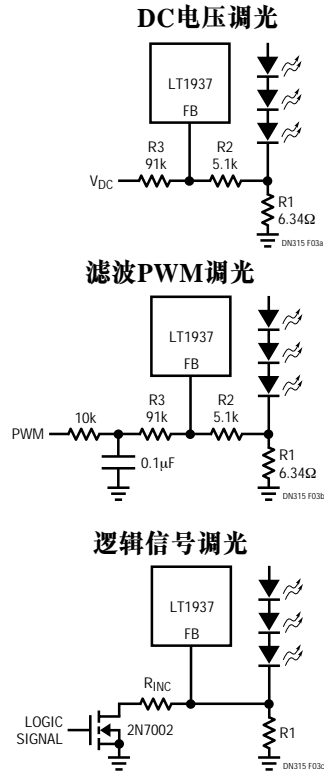 DC电压调光
LT1937
FB
R3
91k
R2
5.1k
VDC
R1
6.34Ω
DN315 F03a
滤波PWM调光
LT1937
FB
10k
R3
91k
R2
5.1k
PWM
0.1µF
R1
6.34Ω
DN315 F03b
逻辑信号调光
LT1937
FB
RINC
LOGIC
SIGNAL
2N7002
R1
DN315 F03c